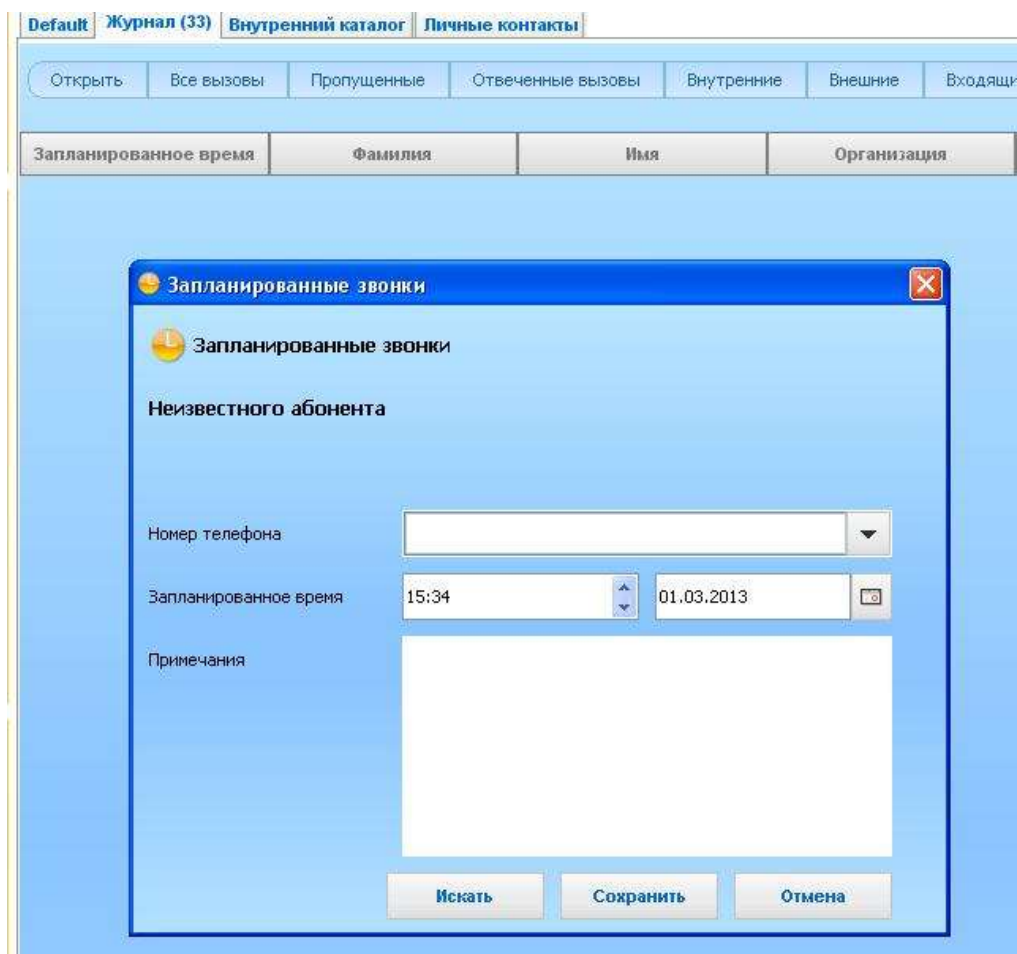 Default Журнал (33) Внутренний каталог Личные контакты
Открыть Все вызовы Пропущенные Отвеченные вызовы Внутренние Внешние Входящи
Запланированное время Фамилия Имя Организация
Запланированные звонки
Запланированные звонки
Неизвестного абонента
Номер телефона
Запланированное время 15:34 01.03.2013
Примечания
Искать Сохранить Отмена